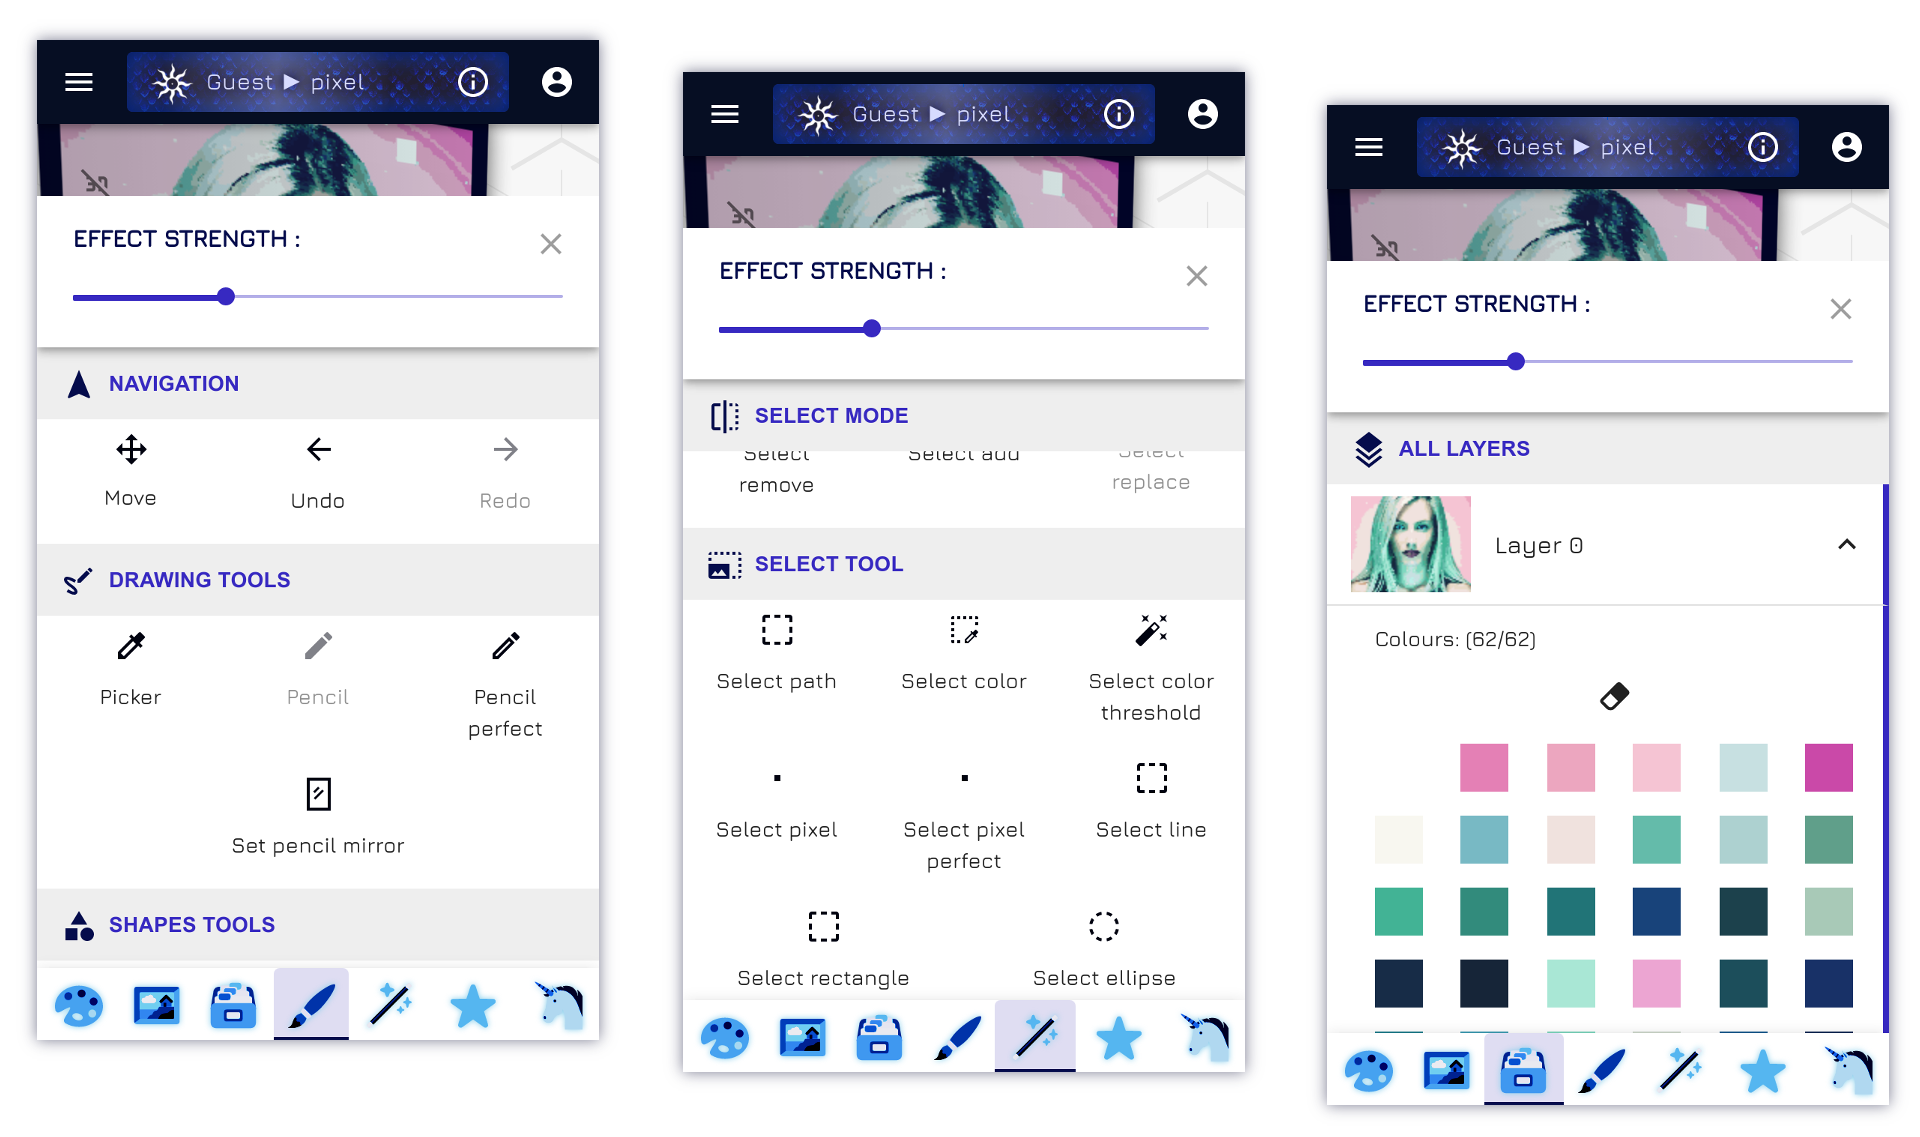 Guest ▶ pixel
EFFECT STRENGTH :
NAVIGATION
Move Undo Redo
DRAWING TOOLS
Picker Pencil Pencil
perfect
Set pencil mirror
SHAPES TOOLS
Guest ▶ pixel
EFFECT STRENGTH :
SELECT MODE
Select Select add Select
remove replace
SELECT TOOL
Select path Select color Select color
threshold
Select pixel Select pixel Select line
perfect
Select rectangle Select ellipse
Guest ▶ pixel
EFFECT STRENGTH :
ALL LAYERS
Layer 0
Colours: (62/62)